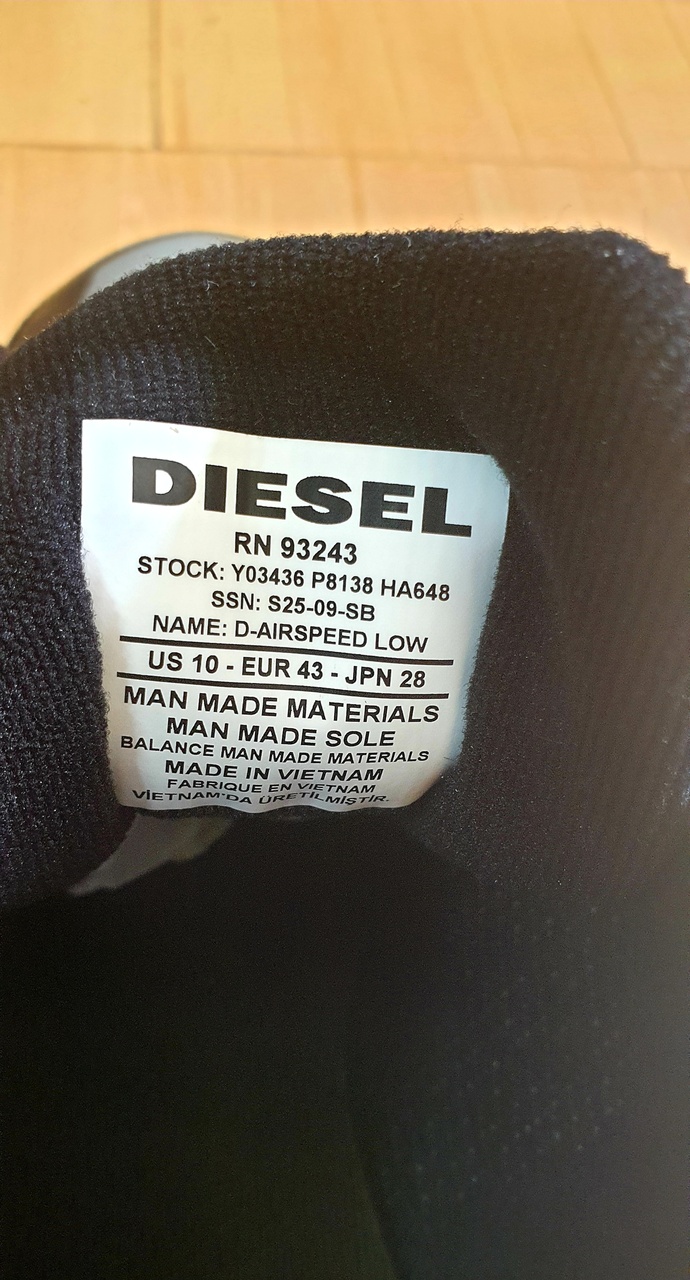 DIESEL
RN 93243
STOCK: Y03436 P8138 HA648
SSN: S25-09-SB
NAME: D-AIRSPEED LOW
US 10 - EUR 43 - JPN 28
MAN MADE MATERIALS
MAN MADE SOLE
BALANCE MAN MADE MATERIALS
MADE IN VIETNAM
FABRIQUE EN VIETNAM
VİETNAM'DA ÜRETİLMİŞTİR.